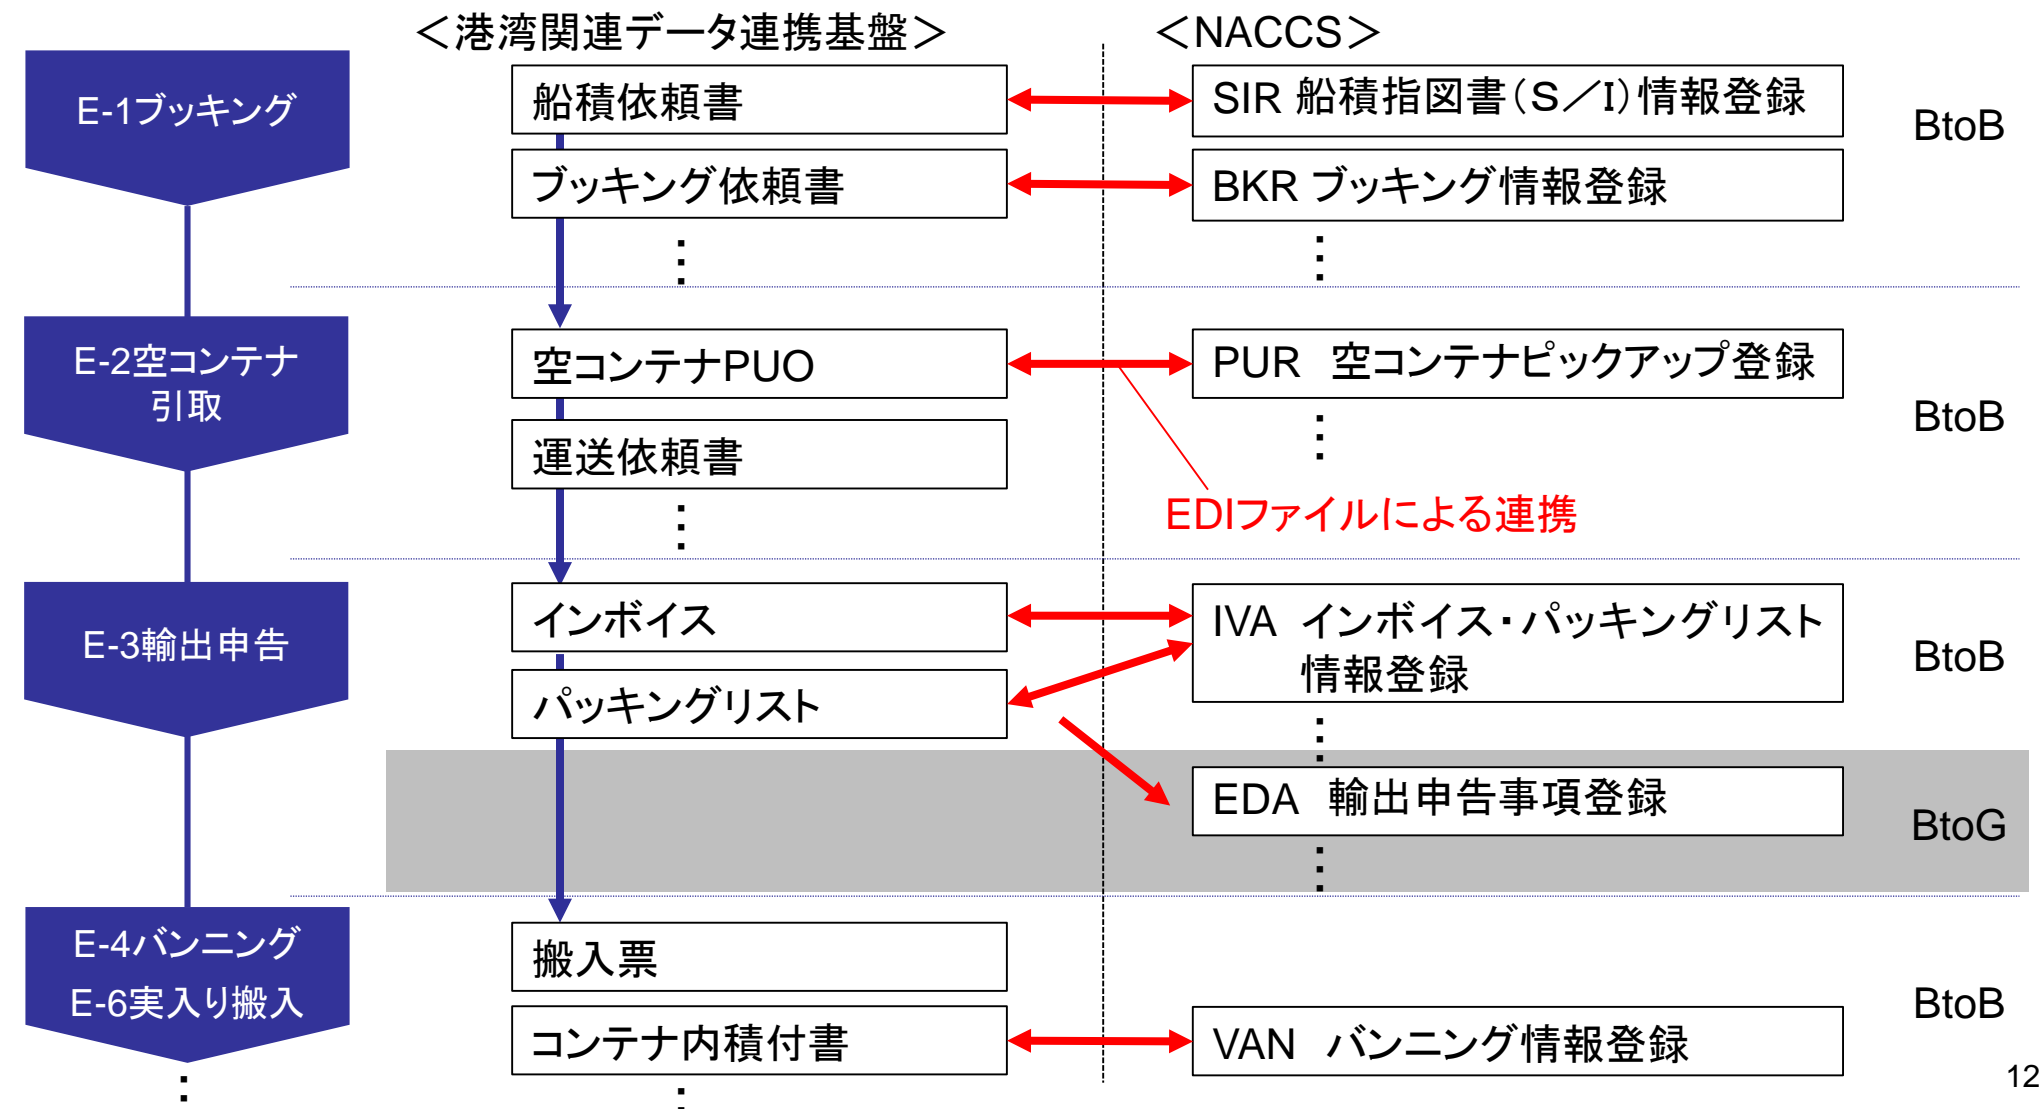 ＜港湾関連データ連携基盤＞ ＜NACCS＞
E-1ブッキング
船積依頼書
SIR 船積指図書（Ｓ／I）情報登録
BtoB
ブッキング依頼書
BKR ブッキング情報登録
E-2空コンテナ
引取
空コンテナPUO
PUR　空コンテナピックアップ登録
BtoB
運送依頼書
EDIファイルによる連携
E-3輸出申告
インボイス
IVA　インボイス・パッキングリスト
情報登録
BtoB
パッキングリスト
EDA　輸出申告事項登録
BtoG
E-4バンニング
E-6実入り搬入
搬入票
BtoB
コンテナ内積付書
VAN　バンニング情報登録
12